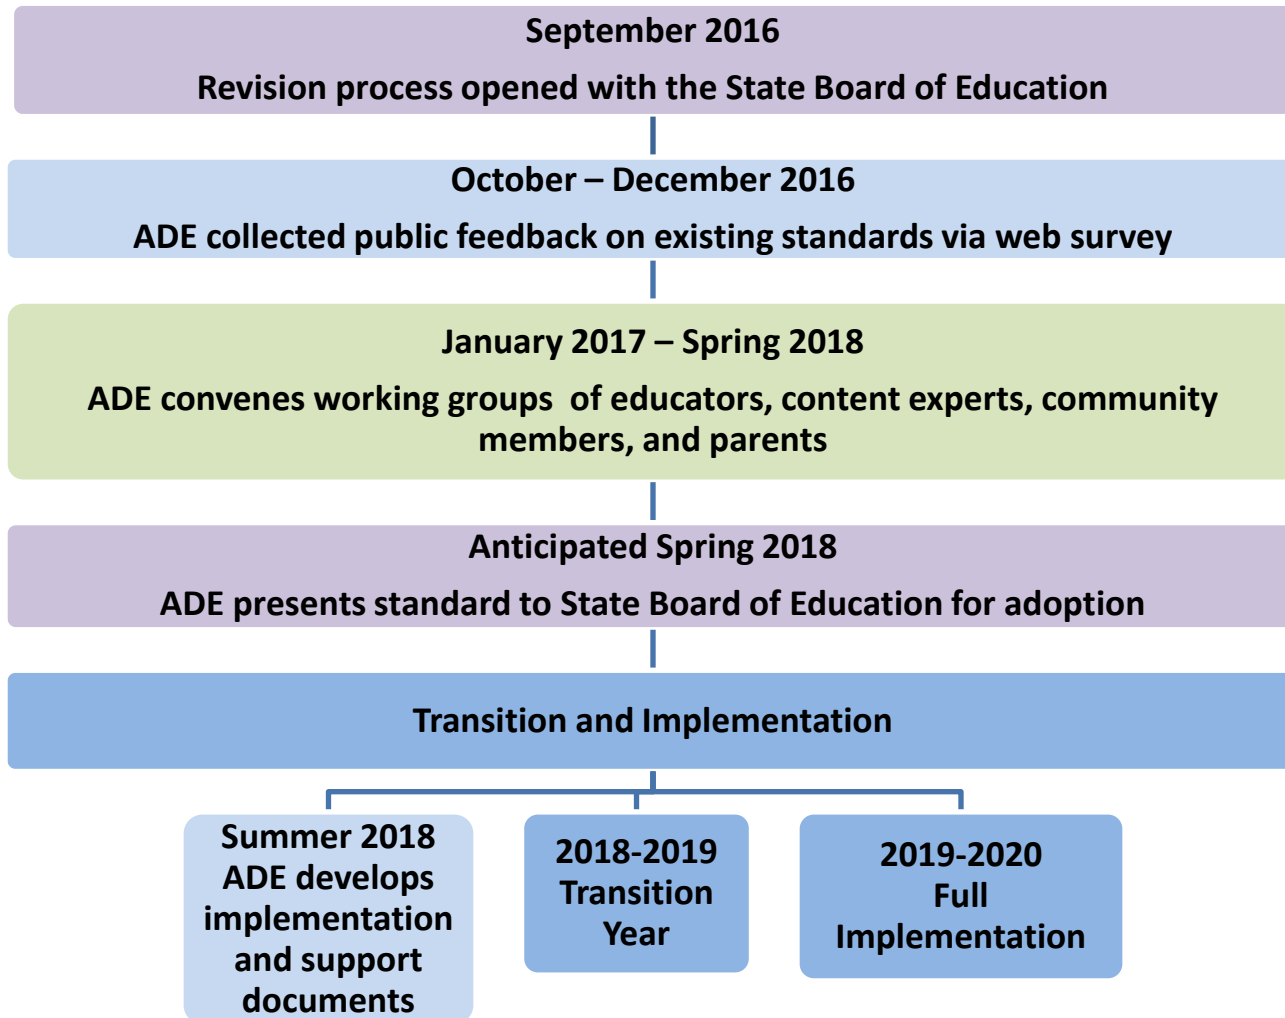 September 2016
Revision process opened with the State Board of Education
October – December 2016
ADE collected public feedback on existing standards via web survey
January 2017 – Spring 2018
ADE convenes working groups  of educators, content experts, community
members, and parents
Anticipated Spring 2018
ADE presents standard to State Board of Education for adoption
Transition and Implementation
Summer 2018
ADE develops
implementation
and support
documents
2018-2019
Transition
Year
2019-2020
Full
Implementation